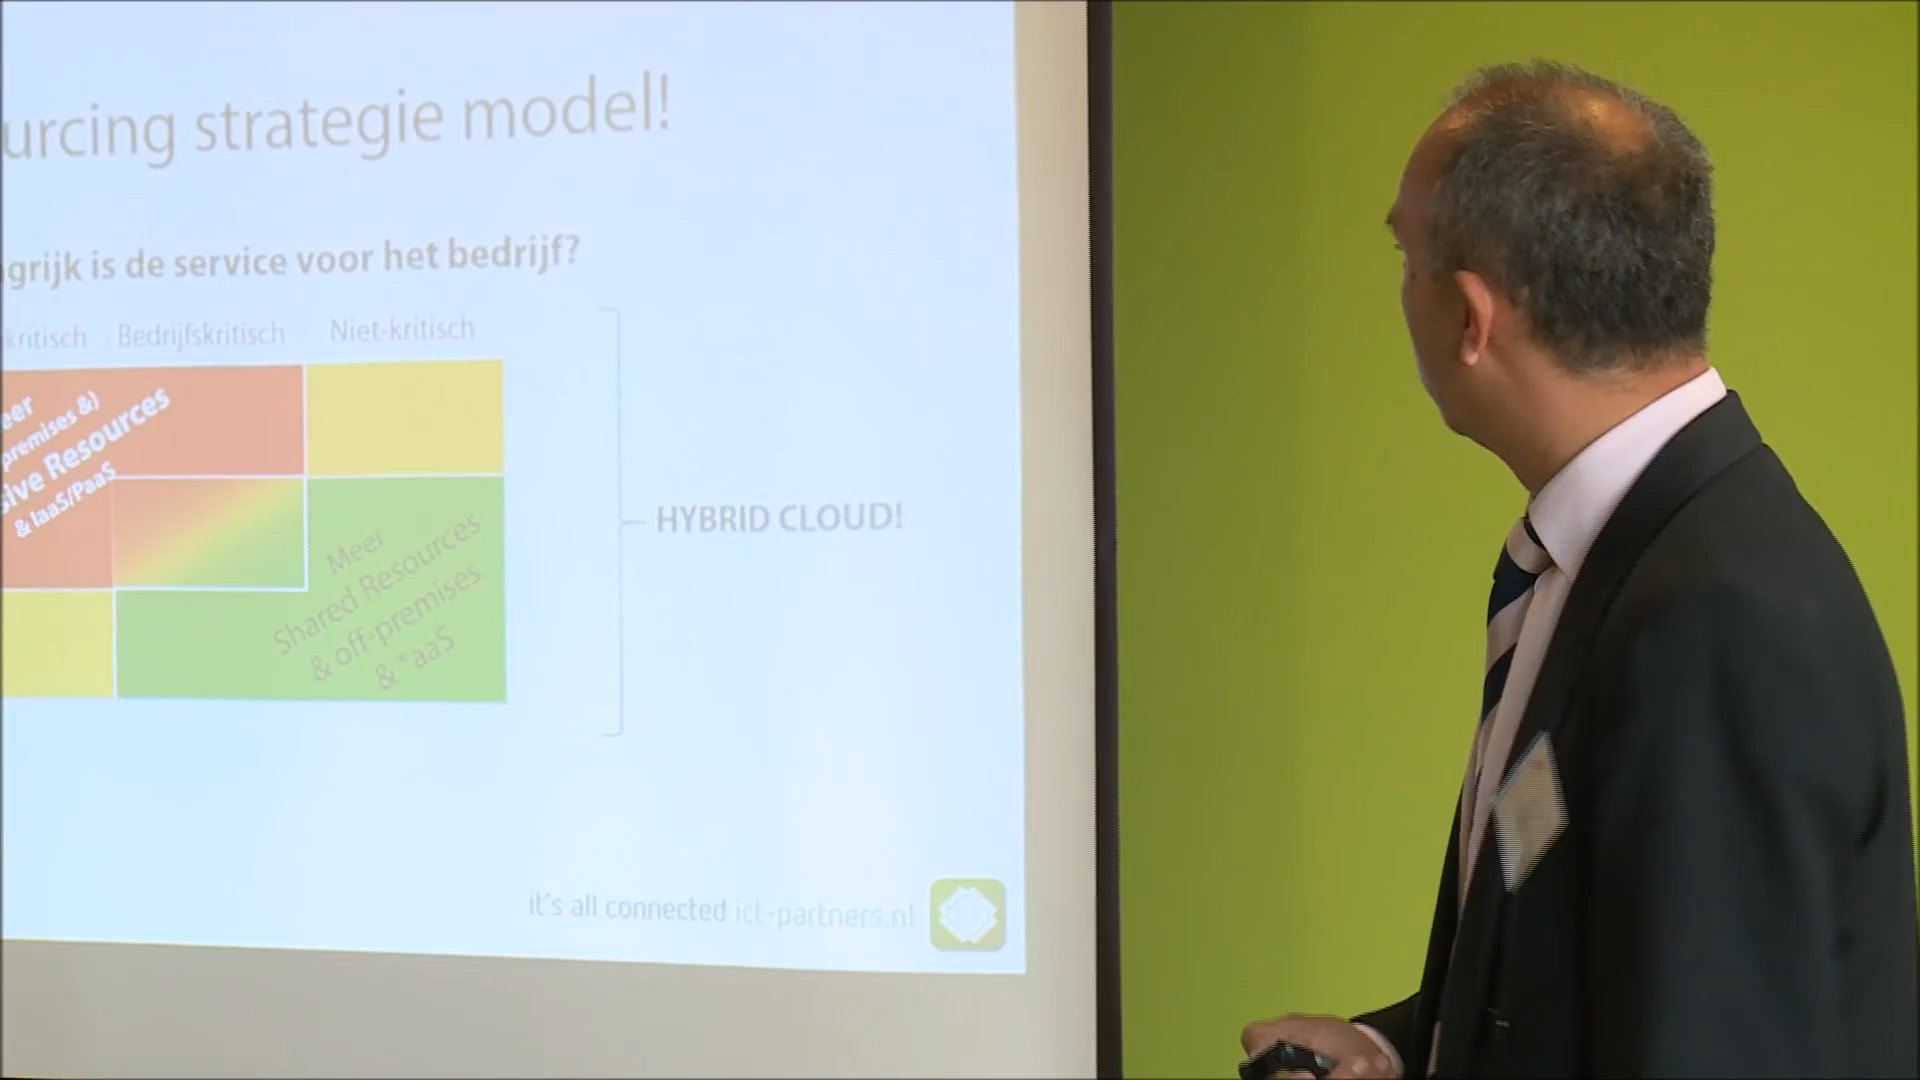 urcing strategie model!
grijk is de service voor het bedrijf?
kritisch Bedrijfskritisch Niet-kritisch
eer
premises &)
sive Resources
& IaaS/PaaS
Meer
Shared Resources
& off-premises
& *aaS
HYBRID CLOUD!
it's all connected ict-partners.nl